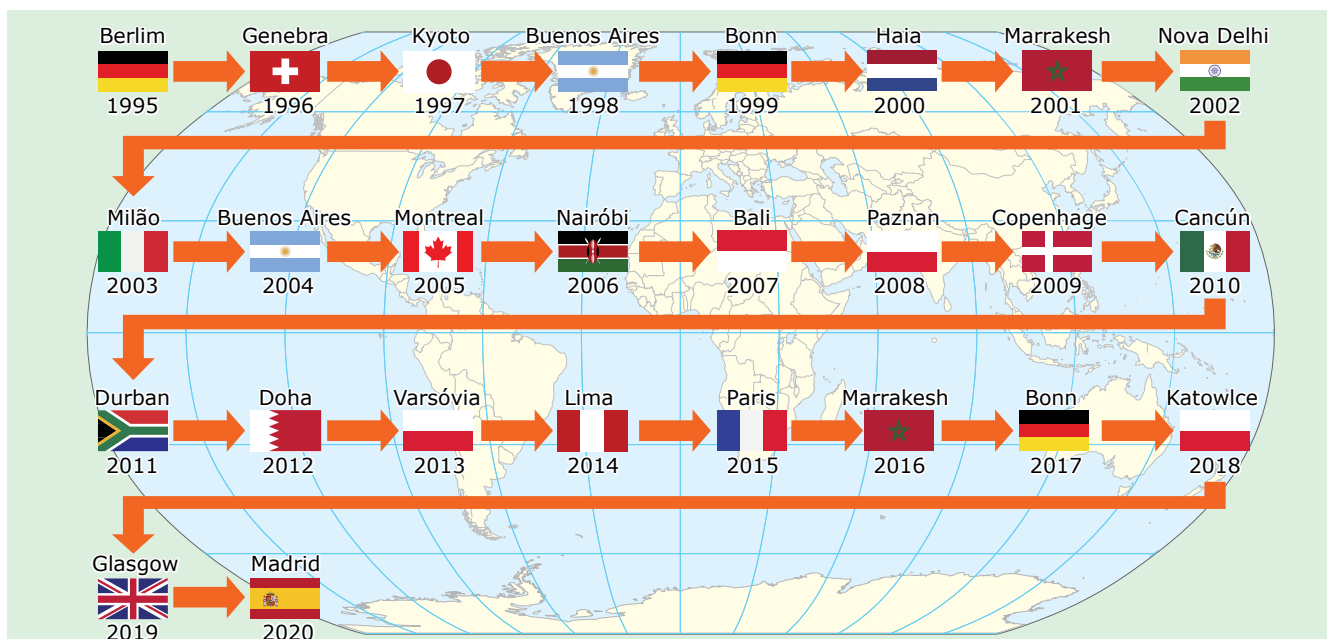 Berlim Genebra Kyoto Buenos Aires Bonn Haia Marrakesh Nova Delhi
1995 1996 1997 1998 1999 2000 2001 2002
Milão Buenos Aires Montreal Nairóbi Bali Paznan Copenhage Cancún
2003 2004 2005 2006 2007 2008 2009 2010
Durban Doha Varsóvia Lima Paris Marrakesh Bonn Katowlce
2011 2012 2013 2014 2015 2016 2017 2018
Glasgow Madrid
2019 2020